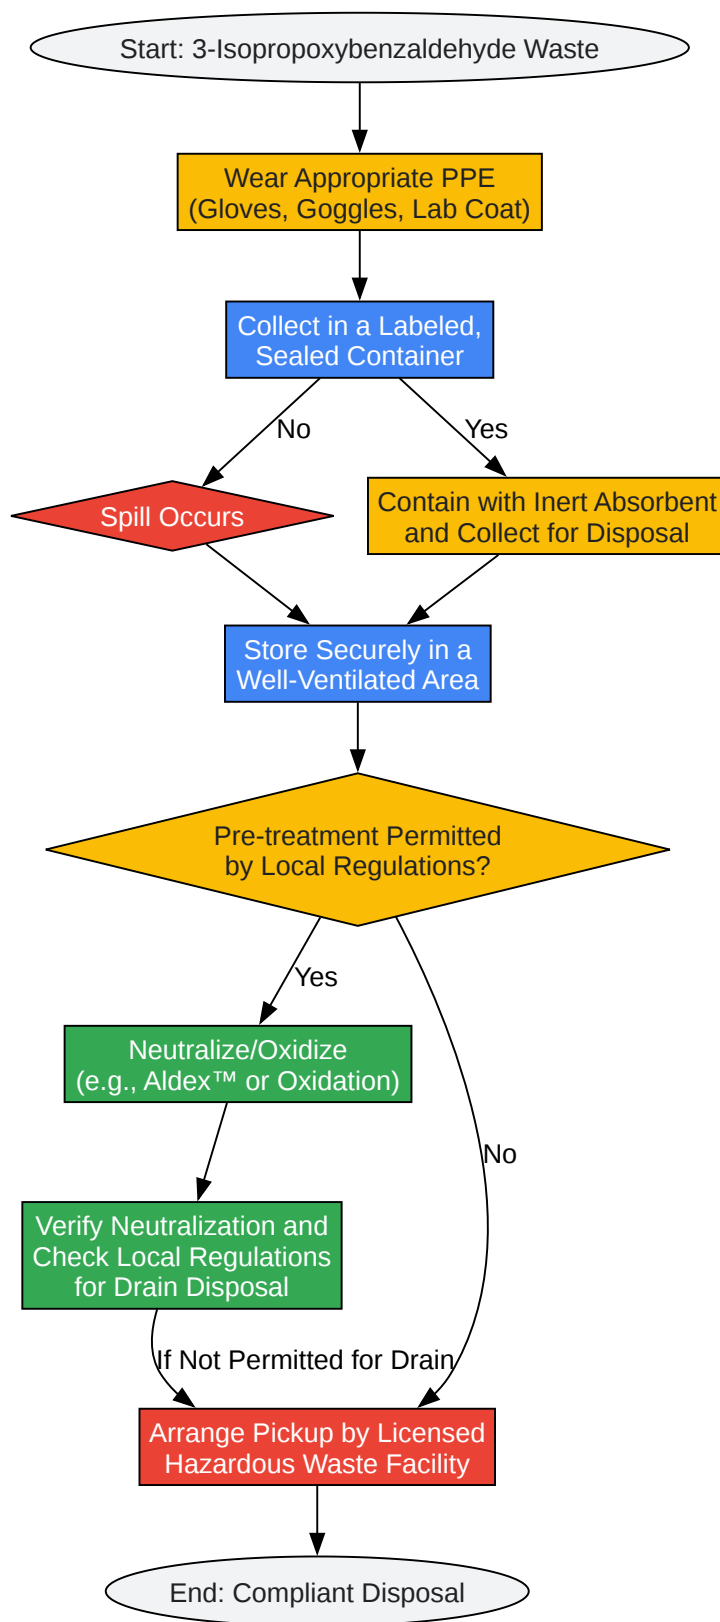 Start: 3-Isopropoxybenzaldehyde Waste
Wear Appropriate PPE
(Gloves, Goggles, Lab Coat)
Collect in a Labeled,
Sealed Container
No
Yes
Spill Occurs
Contain with Inert Absorbent
and Collect for Disposal
Store Securely in a
Well-Ventilated Area
Pre-treatment Permitted
by Local Regulations?
Yes
Neutralize/Oxidize
(e.g., Aldex™ or Oxidation)
No
Verify Neutralization and
Check Local Regulations
for Drain Disposal
If Not Permitted for Drain
Arrange Pickup by Licensed
Hazardous Waste Facility
End: Compliant Disposal